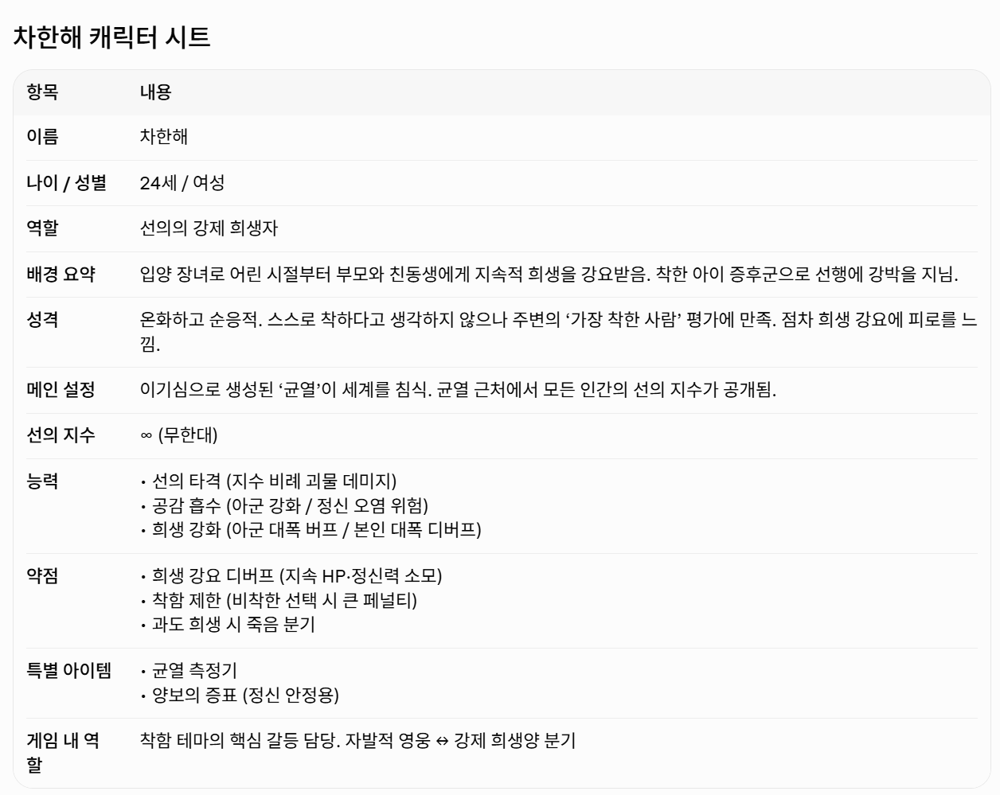 차한해 캐릭터 시트
항목 내용
이름 차한해
나이 / 성별 24세 / 여성
역할 선의의 강제 희생자
배경 요약 입양 장녀로 어린 시절부터 부모와 친동생에게 지속적 희생을 강요받음. 착한 아이 증후군으로 선행에 강박을 지님.
성격 온화하고 순응적. 스스로 착하다고 생각하지 않으나 주변의 ‘가장 착한 사람’ 평가에 만족. 점차 희생 강요에 피로를 느
낌.
메인 설정 이기심으로 생성된 ‘균열’이 세계를 침식. 균열 근처에서 모든 인간의 선의 지수가 공개됨.
선의 지수 ∞ (무한대)
능력 • 선의 타격 (지수 비례 괴물 데미지)
• 공감 흡수 (아군 강화 / 정신 오염 위험)
• 희생 강화 (아군 대폭 버프 / 본인 대폭 디버프)
약점 • 희생 강요 디버프 (지속 HP·정신력 소모)
• 착함 제한 (비착한 선택 시 큰 페널티)
• 과도 희생 시 죽음 분기
특별 아이템 • 균열 측정기
• 양보의 증표 (정신 안정용)
게임 내 역 착함 테마의 핵심 갈등 담당. 자발적 영웅 ↔ 강제 희생양 분기
할